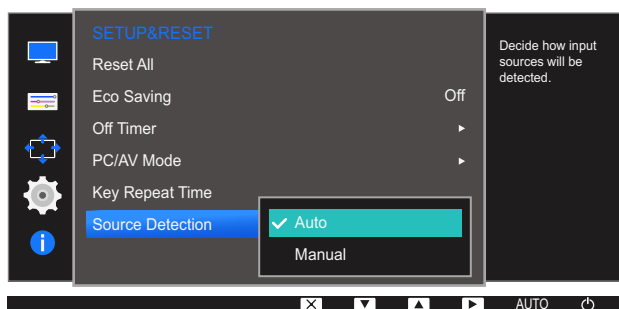 SETUP&RESET
Reset All
Eco Saving Off
Off Timer
PC/AV Mode
Key Repeat Time
Source Detection
Auto
Manual
Decide how input
sources will be
detected.
AUTO